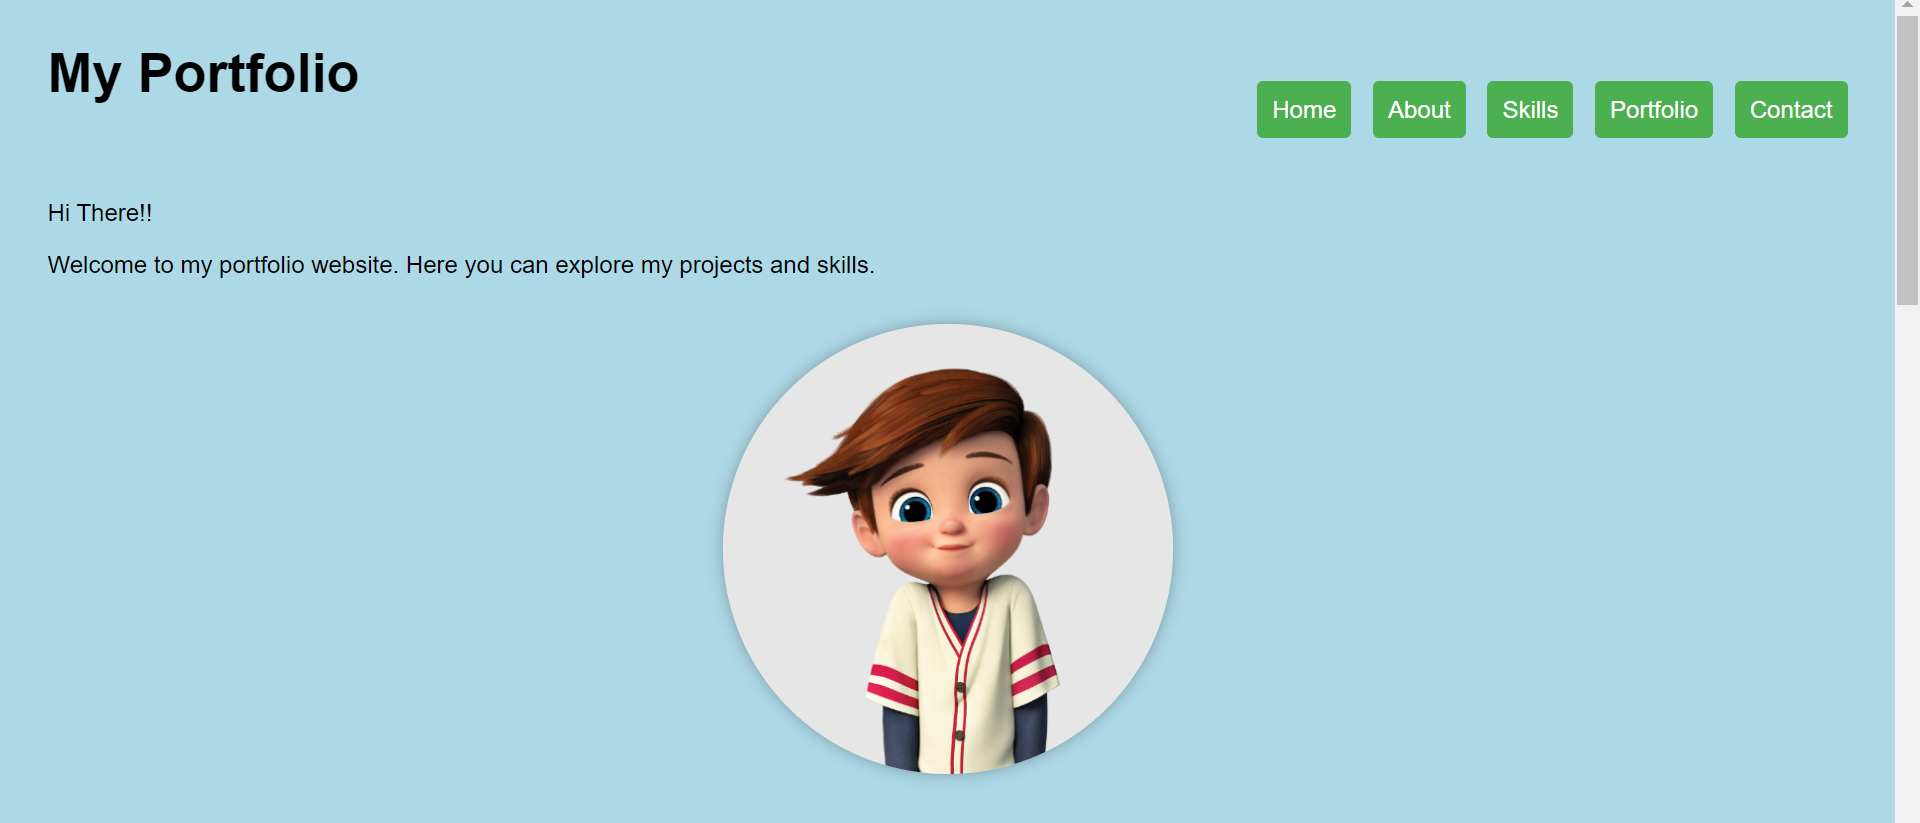 My Portfolio
Home About Skills Portfolio Contact
Hi There!!
Welcome to my portfolio website. Here you can explore my projects and skills.